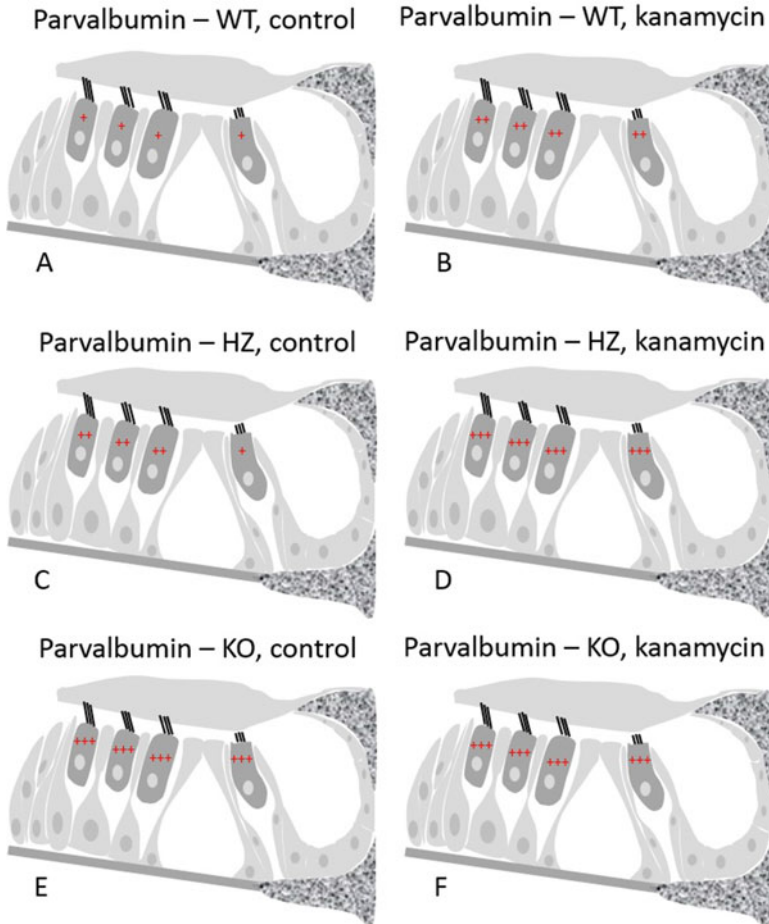 Parvalbumin – WT, control
Parvalbumin – WT, kanamycin
+ + + +
++ ++ ++ ++
A
B
Parvalbumin – HZ, control
Parvalbumin – HZ, kanamycin
++ ++ ++ +
+++ +++ +++ +++
C
D
Parvalbumin – KO, control
Parvalbumin – KO, kanamycin
+++ +++ +++ +++
+++ +++ +++ +++
E
F